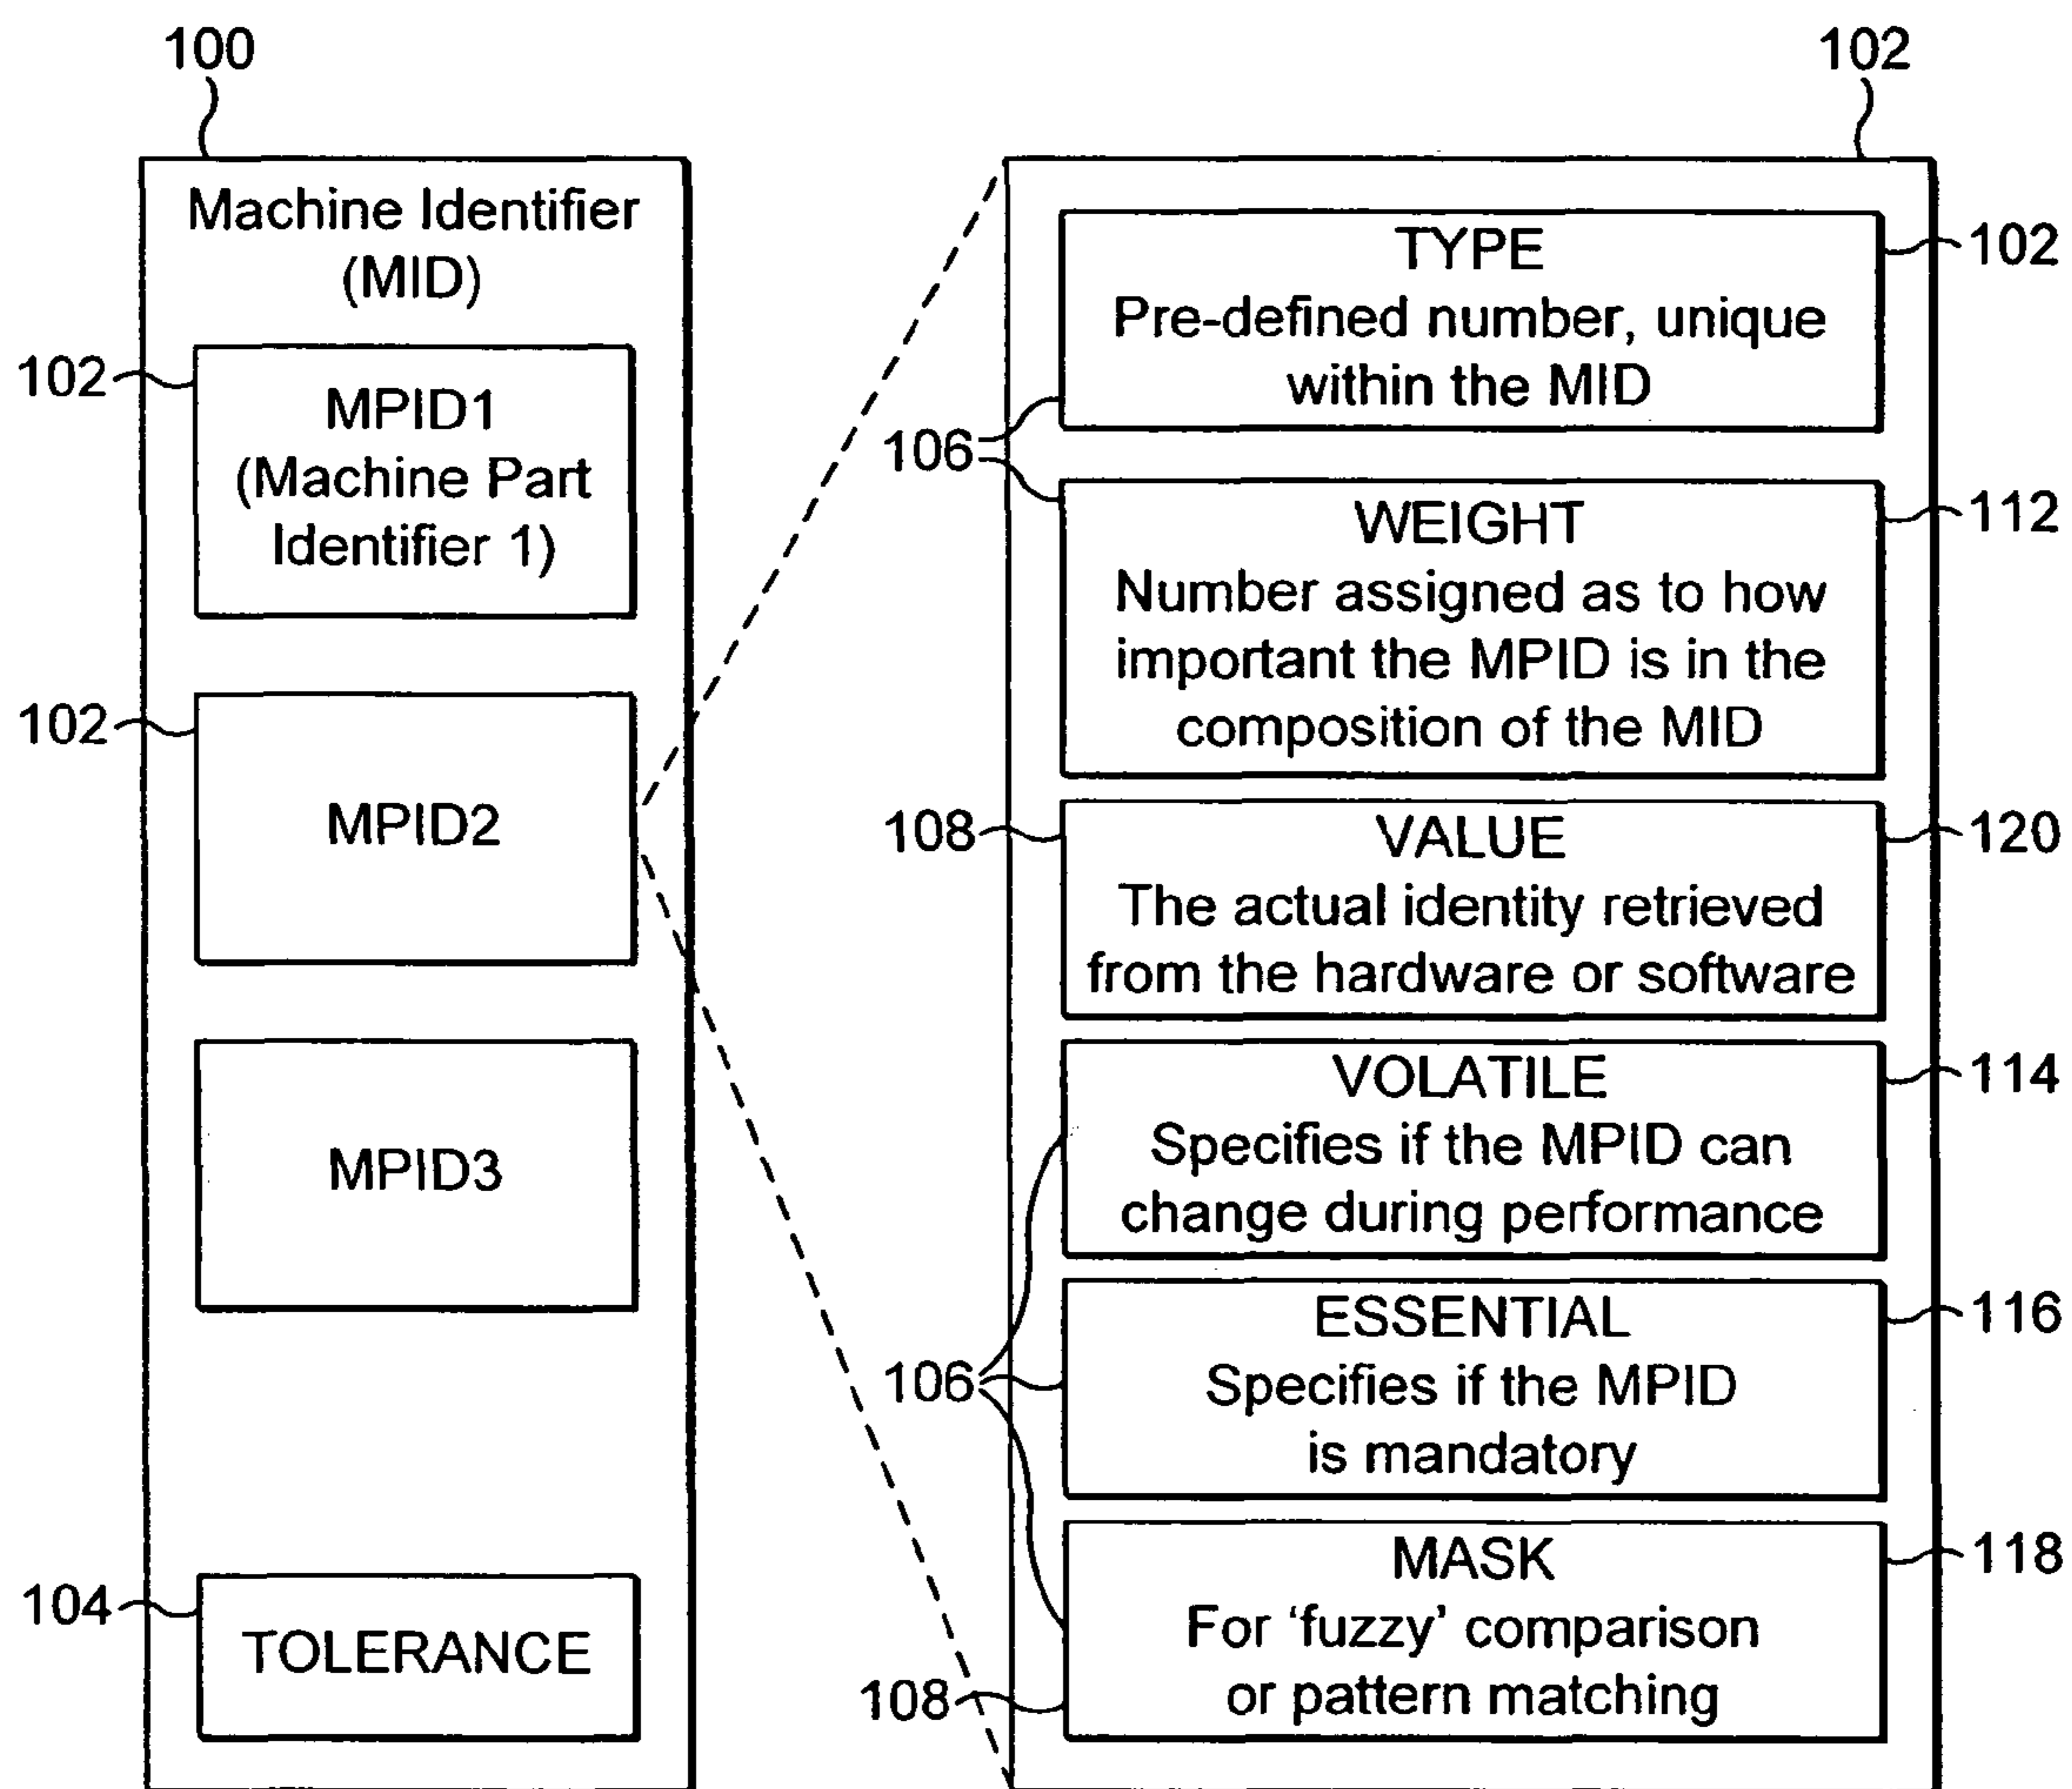 100
102
Machine Identifier
(MID)
102
MPID1
(Machine Part
Identifier 1)
102
MPID2
MPID3
104
TOLERANCE
TYPE
Pre-defined number, unique
within the MID
102
106
WEIGHT
Number assigned as to how
important the MPID is in the
composition of the MID
112
108
VALUE
The actual identity retrieved
from the hardware or software
120
VOLATILE
Specifies if the MPID can
change during performance
114
106
ESSENTIAL
Specifies if the MPID
is mandatory
116
MASK
For ‘fuzzy’ comparison
or pattern matching
118
108